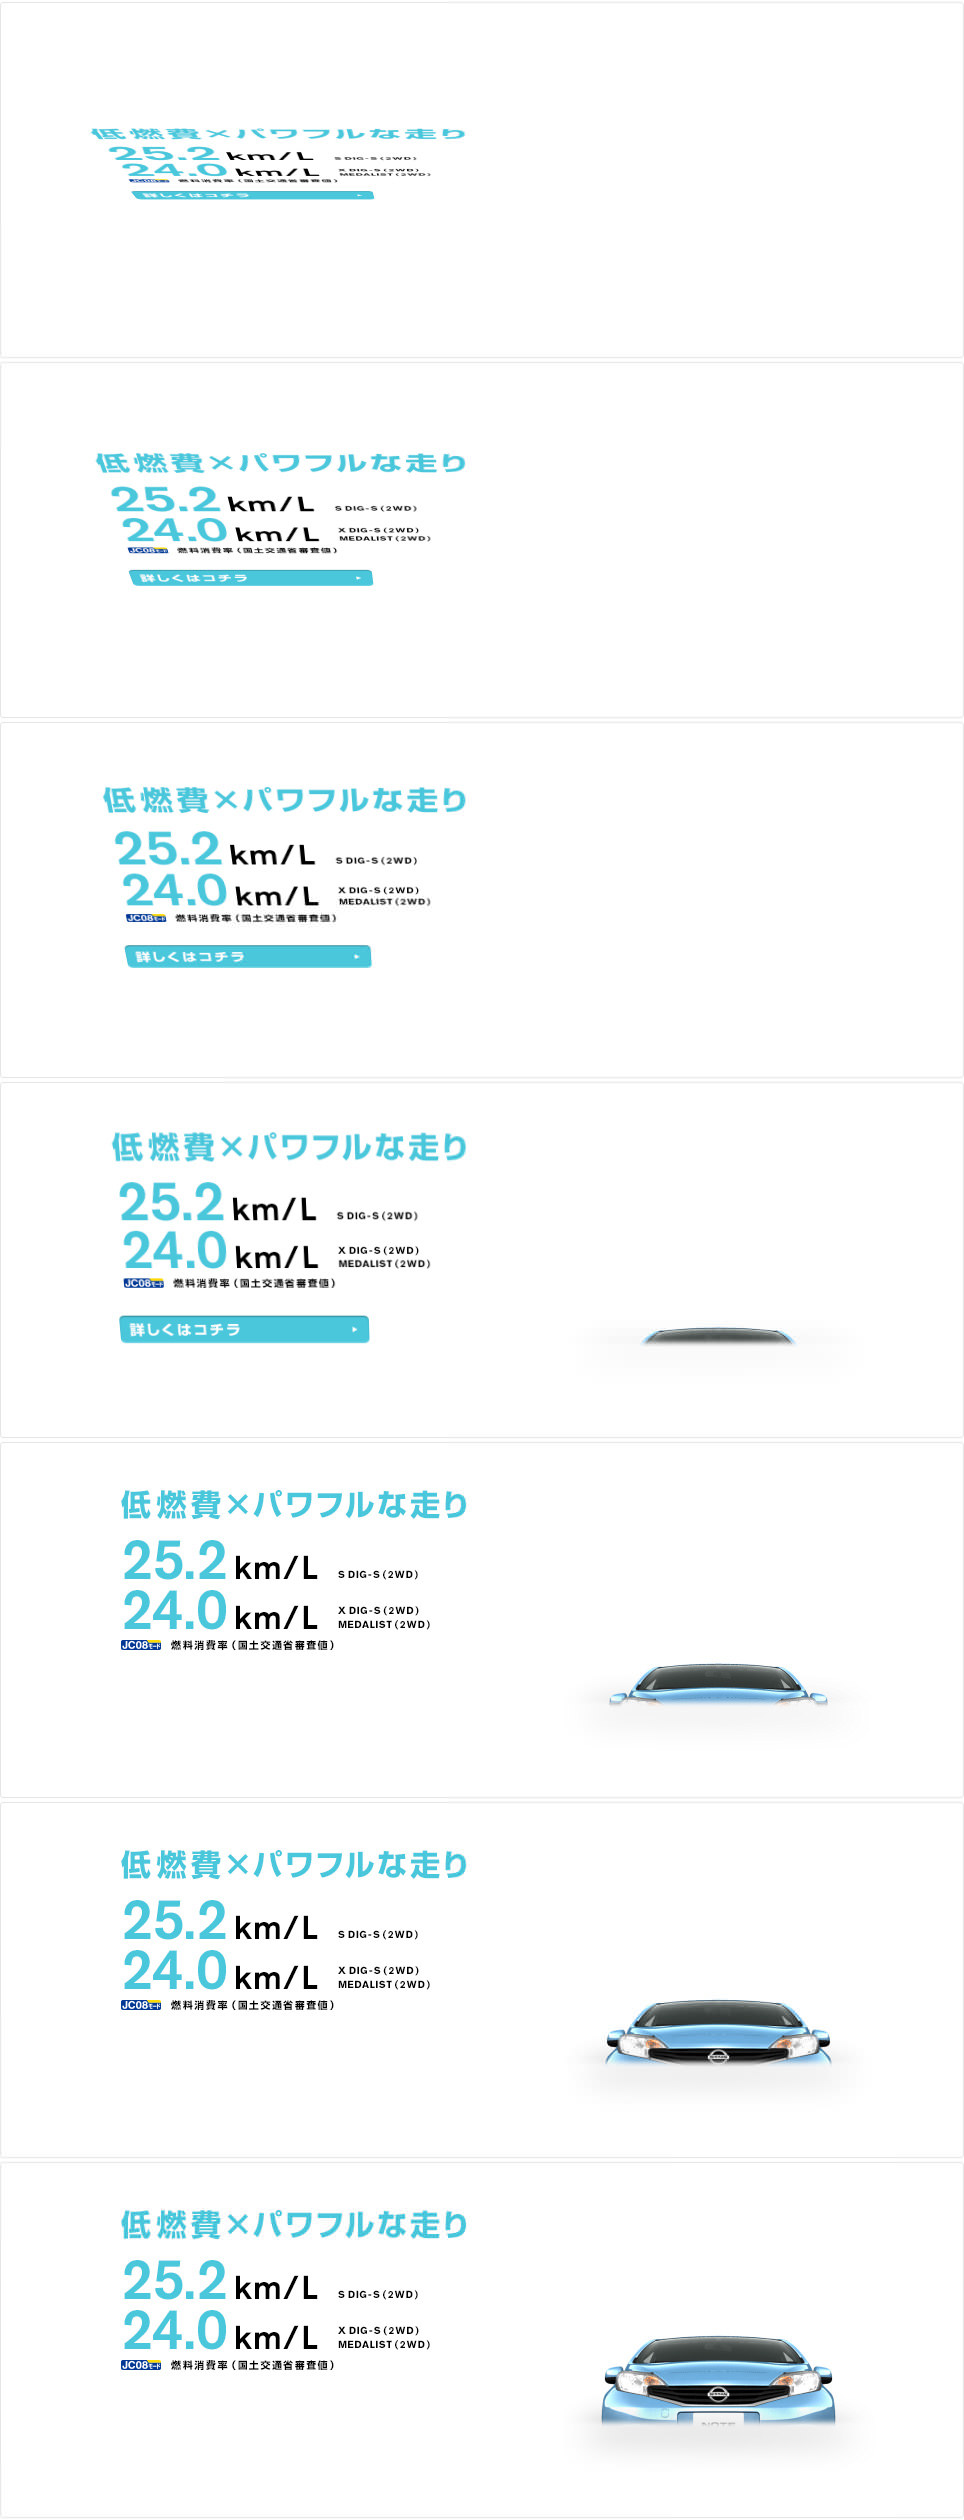 低燃費×パワフルな走り
25.2 km/L S DIG-S (2WD)
24.0 km/L X DIG-S (2WD)
MEDALIST (2WD)
JC08モード 燃料消費率（国土交通省審査値）
詳しくはコチラ
低燃費×パワフルな走り
25.2 km/L S DIG-S (2WD)
24.0 km/L X DIG-S (2WD)
MEDALIST (2WD)
JC08モード 燃料消費率（国土交通省審査値）
詳しくはコチラ
低燃費×パワフルな走り
25.2 km/L S DIG-S (2WD)
24.0 km/L X DIG-S (2WD)
MEDALIST (2WD)
JC08モード 燃料消費率（国土交通省審査値）
詳しくはコチラ
低燃費×パワフルな走り
25.2 km/L S DIG-S (2WD)
24.0 km/L X DIG-S (2WD)
MEDALIST (2WD)
JC08モード 燃料消費率（国土交通省審査値）
詳しくはコチラ
低燃費×パワフルな走り
25.2 km/L S DIG-S (2WD)
24.0 km/L X DIG-S (2WD)
MEDALIST (2WD)
JC08モード 燃料消費率（国土交通省審査値）
低燃費×パワフルな走り
25.2 km/L S DIG-S (2WD)
24.0 km/L X DIG-S (2WD)
MEDALIST (2WD)
JC08モード 燃料消費率（国土交通省審査値）
NISSAN
低燃費×パワフルな走り
25.2 km/L S DIG-S (2WD)
24.0 km/L X DIG-S (2WD)
MEDALIST (2WD)
JC08モード 燃料消費率（国土交通省審査値）
NISSAN
NOTE